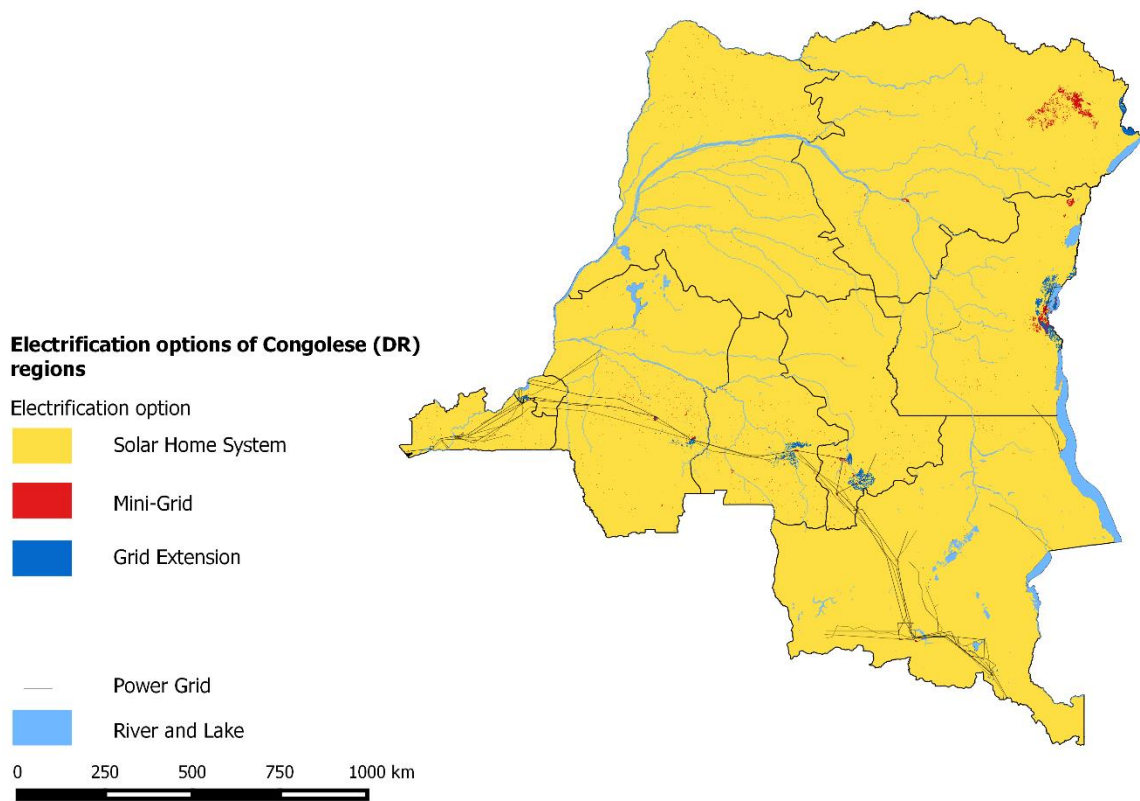 Electrification options of Congolese (DR)
regions
Electrification option
Solar Home System
Mini-Grid
Grid Extension
Power Grid
River and Lake
0 250 500 750 1000 km